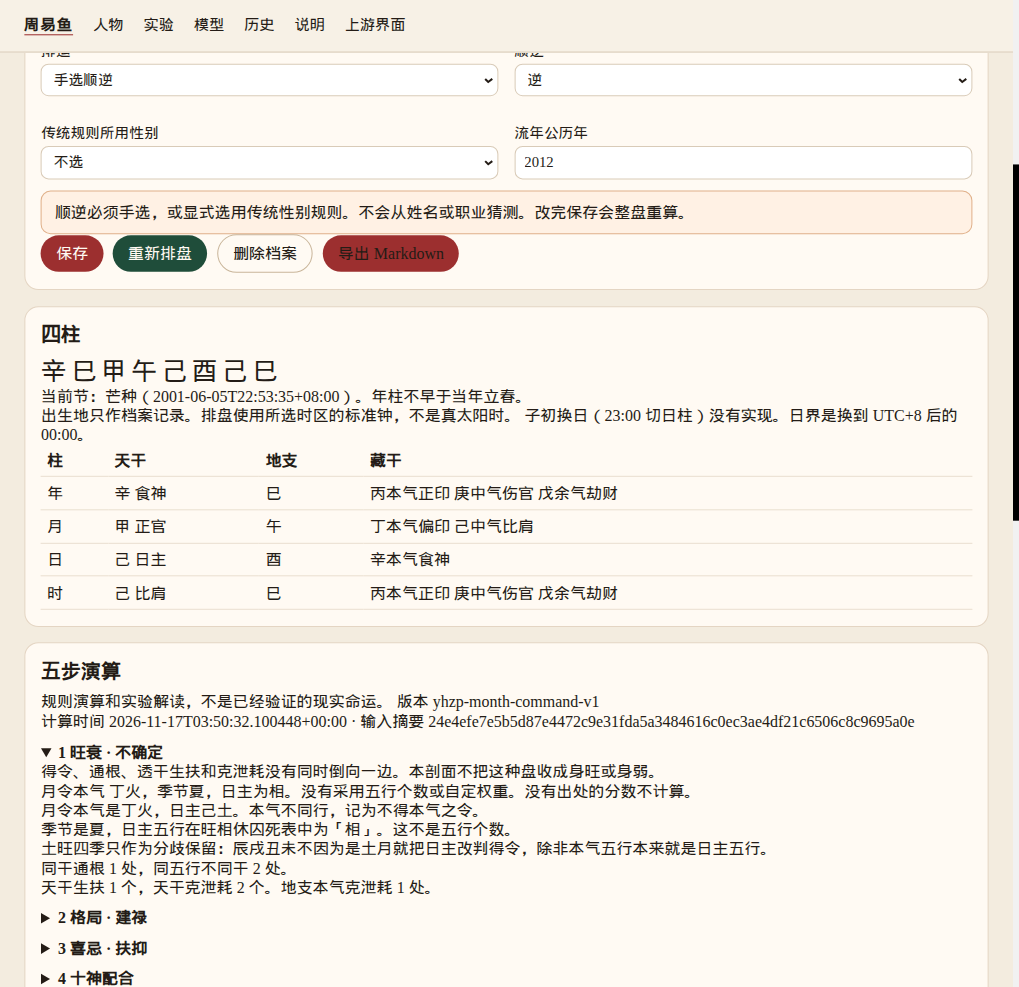 周易鱼 人物 实验 模型 历史 说明 上游界面
手选顺逆 逆
传统规则所用性别 流年公历年
不选 2012
顺逆必须手选，或显式选用传统性别规则。不会从姓名或职业猜测。改完保存会整盘重算。
保存 重新排盘 删除档案 导出 Markdown
四柱
辛巳甲午己酉己巳
当前节：芒种（2001-06-05T22:53:35+08:00）。年柱不早于当年立春。
出生地只作档案记录。排盘使用所选时区的标准钟，不是真太阳时。 子初换日（23:00 切日柱）没有实现。日界是换到 UTC+8 后的
00:00。
柱 天干 地支 藏干
年 辛 食神 巳 丙本气正印 庚中气伤官 戊余气劫财
月 甲 正官 午 丁本气偏印 己中气比肩
日 己 日主 酉 辛本气食神
时 己 比肩 巳 丙本气正印 庚中气伤官 戊余气劫财
五步演算
规则演算和实验解读，不是已经验证的现实命运。 版本 yhzp-month-command-v1
计算时间 2026-11-17T03:50:32.100448+00:00 · 输入摘要 24e4efe7e5b5d87e4472c9e31fda5a3484616c0ec3ae4df21c6506c8c9695a0e
▼ 1 旺衰 · 不确定
得令、通根、透干生扶和克泄耗没有同时倒向一边。本剖面不把这种盘收成身旺或身弱。
月令本气 丁火，季节夏，日主为相。没有采用五行个数或自定权重。没有出处的分数不计算。
月令本气是丁火，日主己土。本气不同行，记为不得本气之令。
季节是夏，日主五行在旺相休囚死表中为「相」。这不是五行个数。
土旺四季只作为分歧保留：辰戌丑未不因为是土月就把日主改判得令，除非本气五行本来就是日主五行。
同干通根 1 处，同五行不同干 2 处。
天干生扶 1 个，天干克泄耗 2 个。地支本气克泄耗 1 处。
▶ 2 格局 · 建禄
▶ 3 喜忌 · 扶抑
▶ 4 十神配合